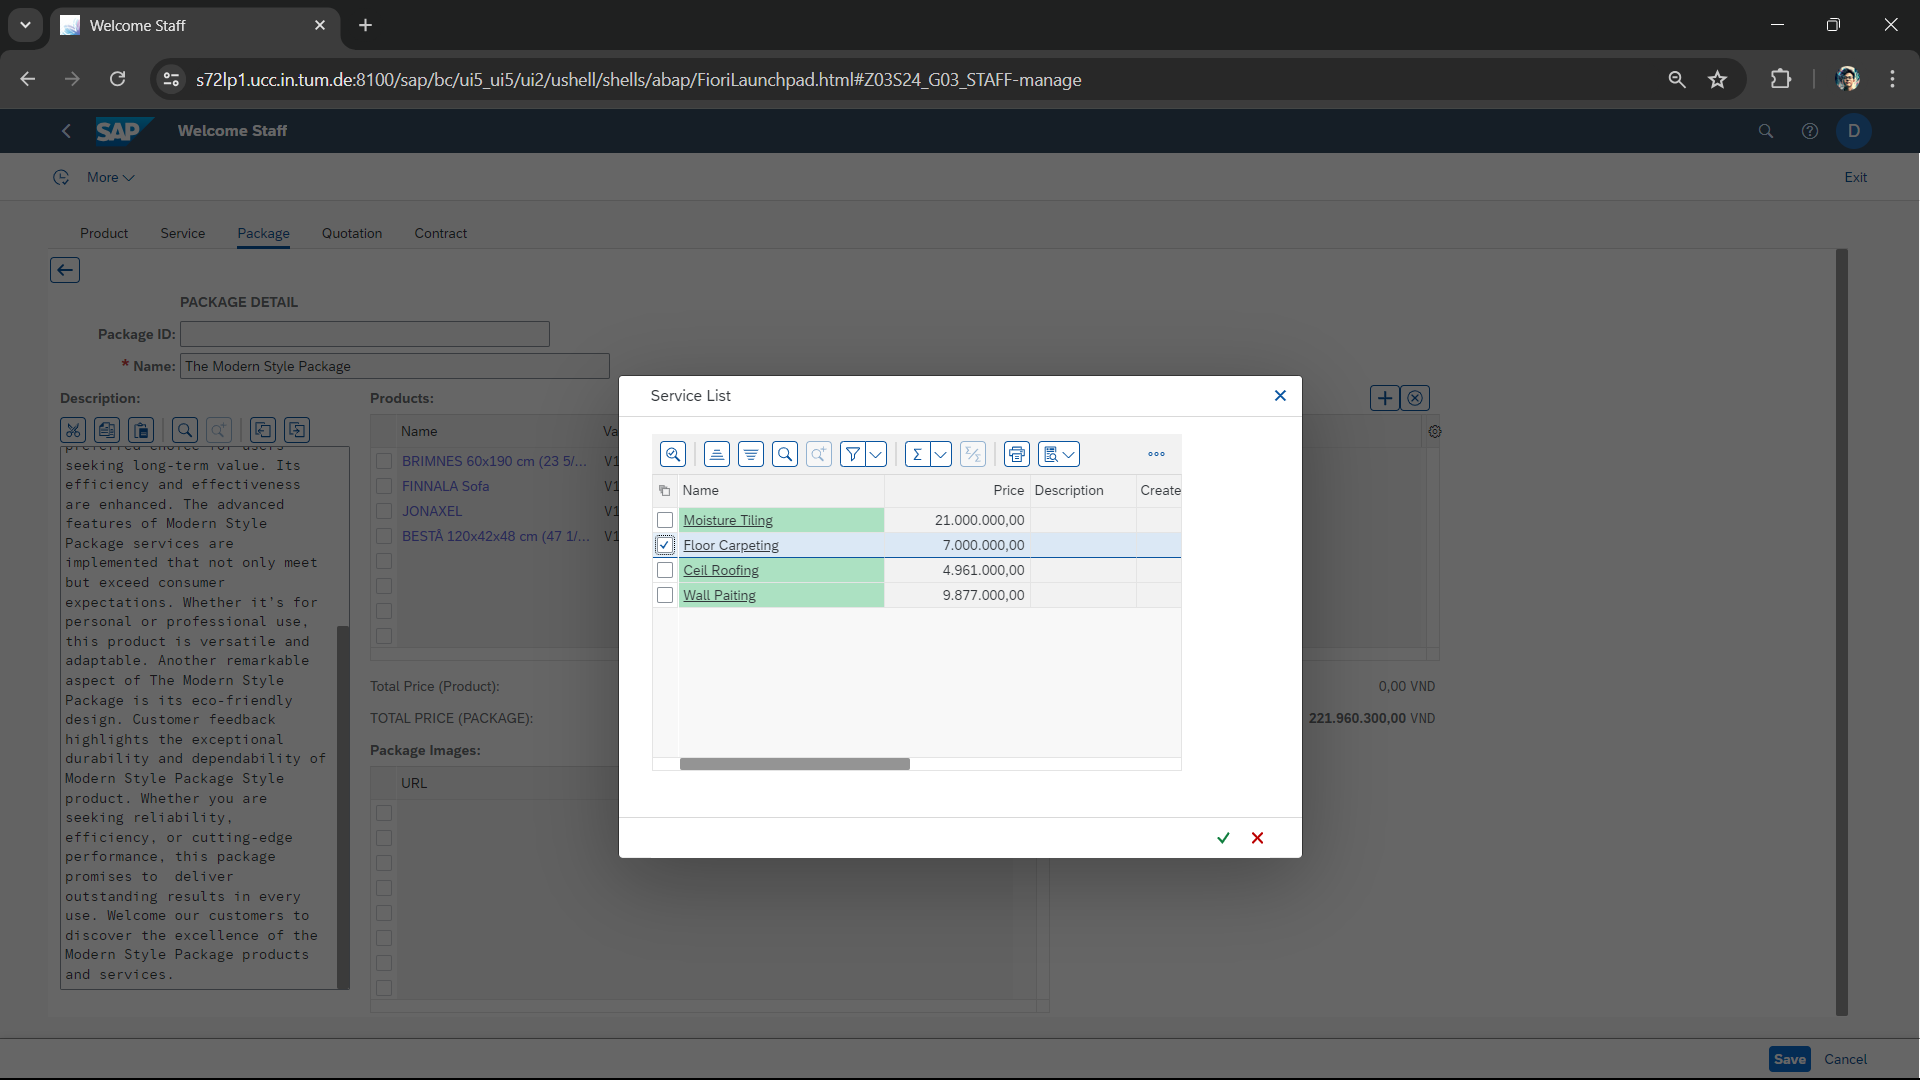 Welcome Staff
s72lp1.ucc.in.tum.de:8100/sap/bc/ui5_ui5/ui2/ushell/shells/abap/FioriLaunchpad.html#Z03S24_G03_STAFF-manage
SAP Welcome Staff D
More Exit
Product Service Package Quotation Contract
PACKAGE DETAIL
Package ID:
* Name: The Modern Style Package
Description:
seeking long-term value. Its
efficiency and effectiveness
are enhanced. The advanced
features of Modern Style
Package services are
implemented that not only meet
but exceed consumer
expectations. Whether it's for
personal or professional use,
this product is versatile and
adaptable. Another remarkable
aspect of The Modern Style
Package is its eco-friendly
design. Customer feedback
highlights the exceptional
durability and dependability of
Modern Style Package Style
product. Whether you are
seeking reliability,
efficiency, or cutting-edge
performance, this package
promises to  deliver
outstanding results in every
use. Welcome our customers to
discover the excellence of the
Modern Style Package products
and services.
Products:
Name Va
BRIMNES 60x190 cm (23 5/... V1
FINNALA Sofa V1
JONAXEL V1
BESTÅ 120x42x48 cm (47 1/... V1
Total Price (Product): 0,00 VND
TOTAL PRICE (PACKAGE): 221.960.300,00 VND
Package Images:
URL
Service List
Name Price Description Create
Moisture Tiling 21.000.000,00
Floor Carpeting 7.000.000,00
Ceil Roofing 4.961.000,00
Wall Paiting 9.877.000,00
Save Cancel